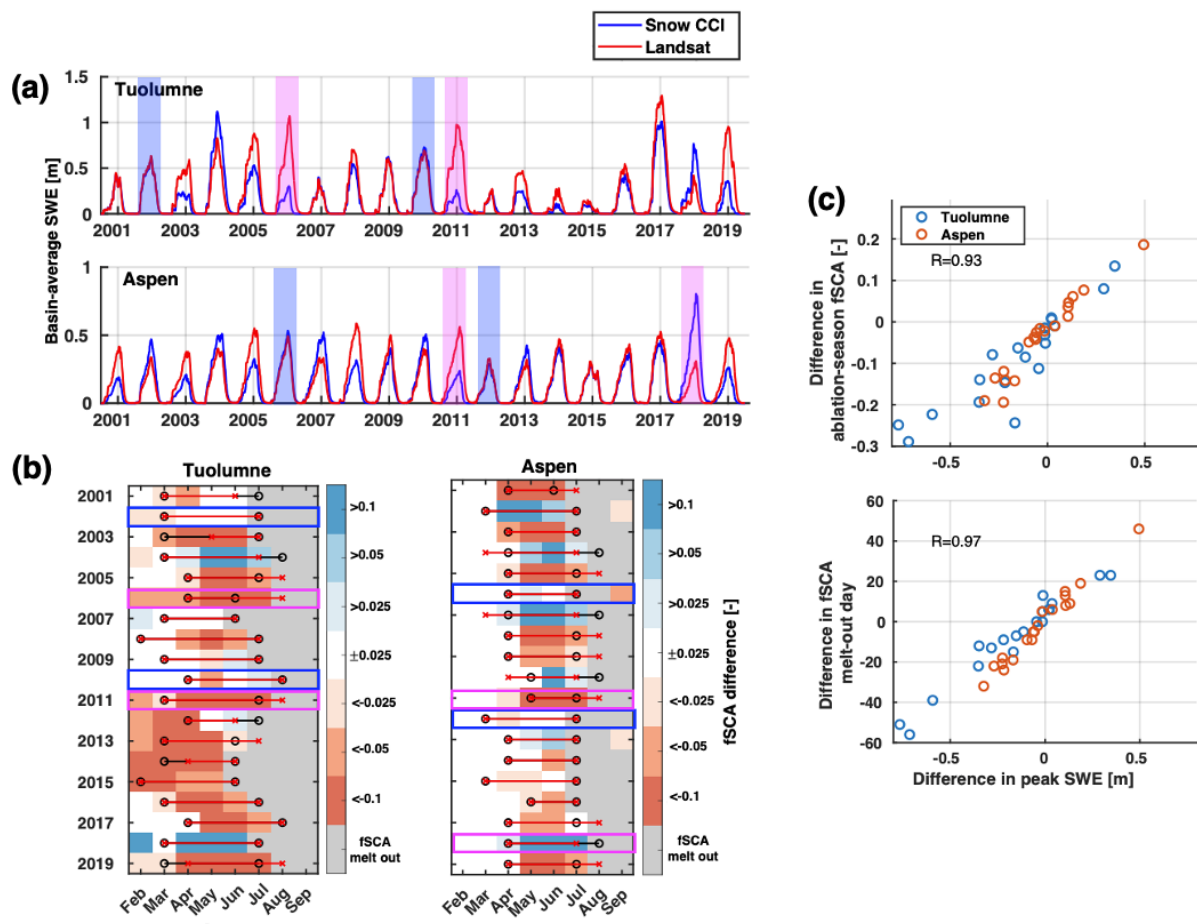 Snow CCI
Landsat
(a)
Tuolumne
Basin-average SWE [m]
1.5
1
0.5
0
2001 2003 2005 2007 2009 2011 2013 2015 2017 2019
Aspen
1
0.5
0
2001 2003 2005 2007 2009 2011 2013 2015 2017 2019
(b)
Tuolumne
2001
2003
2005
2007
2009
2011
2013
2015
2017
2019
Feb Mar Apr May Jun Jul Aug Sep
>0.1
>0.05
>0.025
±0.025
<-0.025
<-0.05
<-0.1
fSCA
melt out
Aspen
Feb Mar Apr May Jun Jul Aug Sep
>0.1
>0.05
>0.025
±0.025
<-0.025
<-0.05
<-0.1
fSCA
melt out
fSCA difference [-]
(c)
Tuolumne
Aspen
R=0.93
Difference in
ablation-season fSCA [-]
0.2
0.1
0
-0.1
-0.2
-0.3
-0.5 0 0.5
R=0.97
Difference in fSCA
melt-out day
60
40
20
0
-20
-40
-60
-0.5 0 0.5
Difference in peak SWE [m]